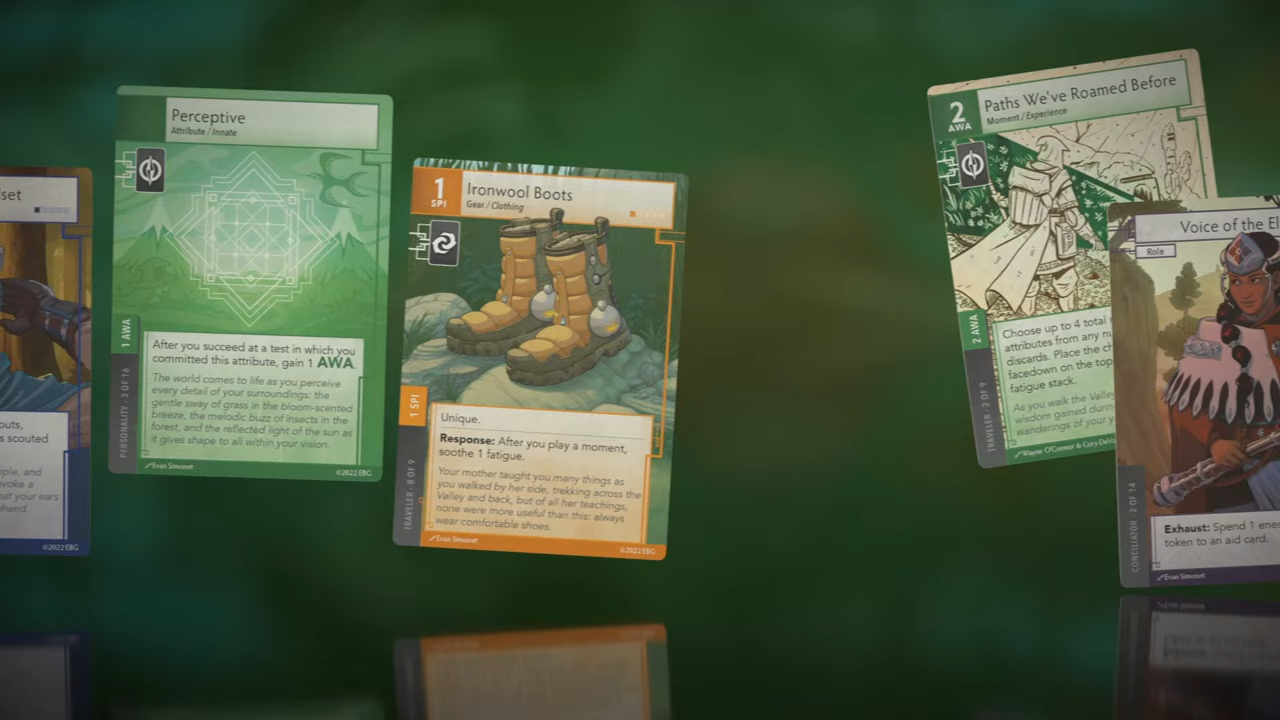 set
outs,
s scouted
ple, and
voke a
at your ears
hend.
©2022 EBG
Perceptive
Attribute / Innate
After you succeed at a test in which you
committed this attribute, gain 1 AWA.
The world comes to life as you perceive
every detail of your surroundings: the
gentle sway of grass in the bloom-scented
breeze, the melodic buzz of insects in the
forest, and the reflected light of the sun as
it gives shape to all within your vision.
1 AWA
PERSONALITY - 3 OF 16
Evan Simonet
©2022 EBG
1
SPI
Ironwool Boots
Gear / Clothing
Unique.
Response: After you play a moment,
soothe 1 fatigue.
Your mother taught you many things as
you walked by her side, trekking across the
Valley and back, but of all her teachings,
none were more useful than this: always
wear comfortable shoes.
1 SPI
TRAVELER - 8 OF 9
Evan Simonet
©2022 EBG
2
AWA
Paths We've Roamed Before
Moment / Experience
Choose up to 4 total
attributes from any
discards. Place the
facedown on the top
fatigue stack.
As you walk the Valley
wisdom gained
wanderings of your
2 AWA
TRAVELER - 2 OF 9
Wayne O'Connor & Cory
Voice of the El
Role
Exhaust: Spend 1
token to an aid card.
CONCILIATOR - 2 OF 14
Evan Simonet